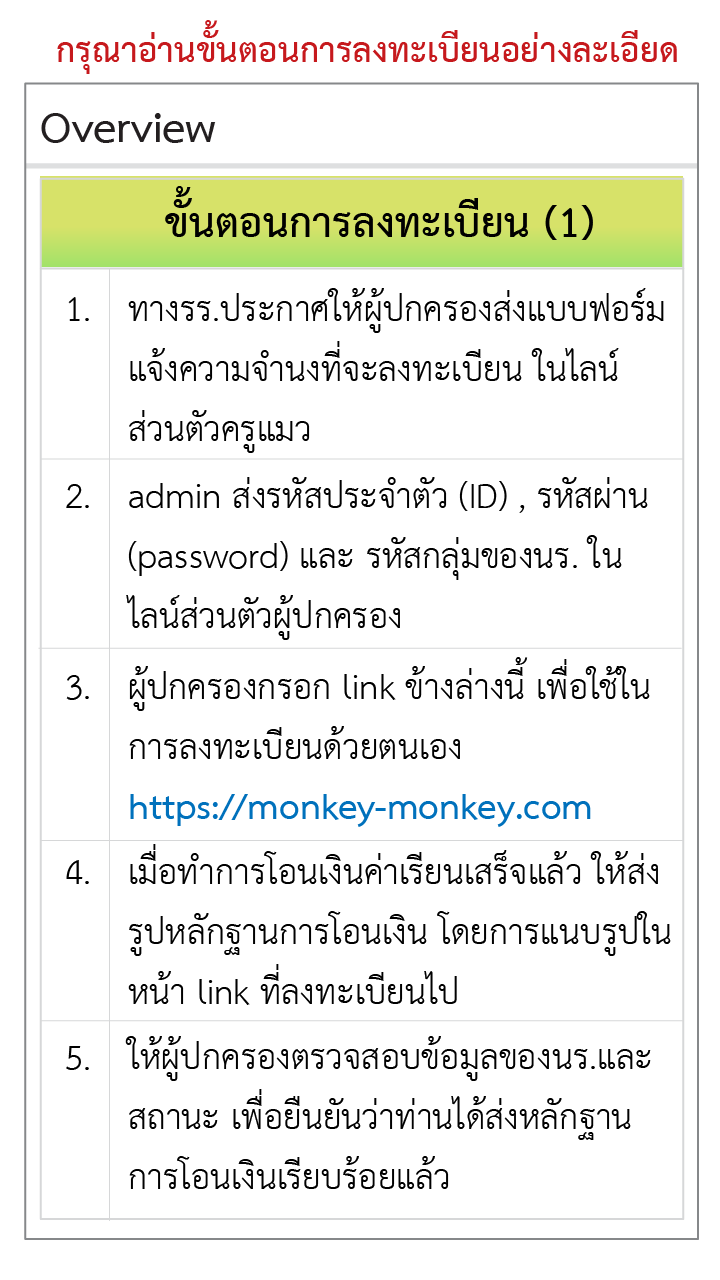 กรุณาอ่านขั้นตอนการลงทะเบียนอย่างละเอียด
Overview
ขั้นตอนการลงทะเบียน (1)
1. ทางรร.ประกาศให้ผู้ปกครองส่งแบบฟอร์ม
แจ้งความจำนงที่จะลงทะเบียน ในไลน์
ส่วนตัวครูแมว
2. admin ส่งรหัสประจำตัว (ID) , รหัสผ่าน
(password) และ รหัสกลุ่มของนร. ใน
ไลน์ส่วนตัวผู้ปกครอง
3. ผู้ปกครองกรอก link ข้างล่างนี้ เพื่อใช้ใน
การลงทะเบียนด้วยตนเอง
https://monkey-monkey.com
4. เมื่อทำการโอนเงินค่าเรียนเสร็จแล้ว ให้ส่ง
รูปหลักฐานการโอนเงิน โดยการแนบรูปใน
หน้า link ที่ลงทะเบียนไป
5. ให้ผู้ปกครองตรวจสอบข้อมูลของนร.และ
สถานะ เพื่อยืนยันว่าท่านได้ส่งหลักฐาน
การโอนเงินเรียบร้อยแล้ว